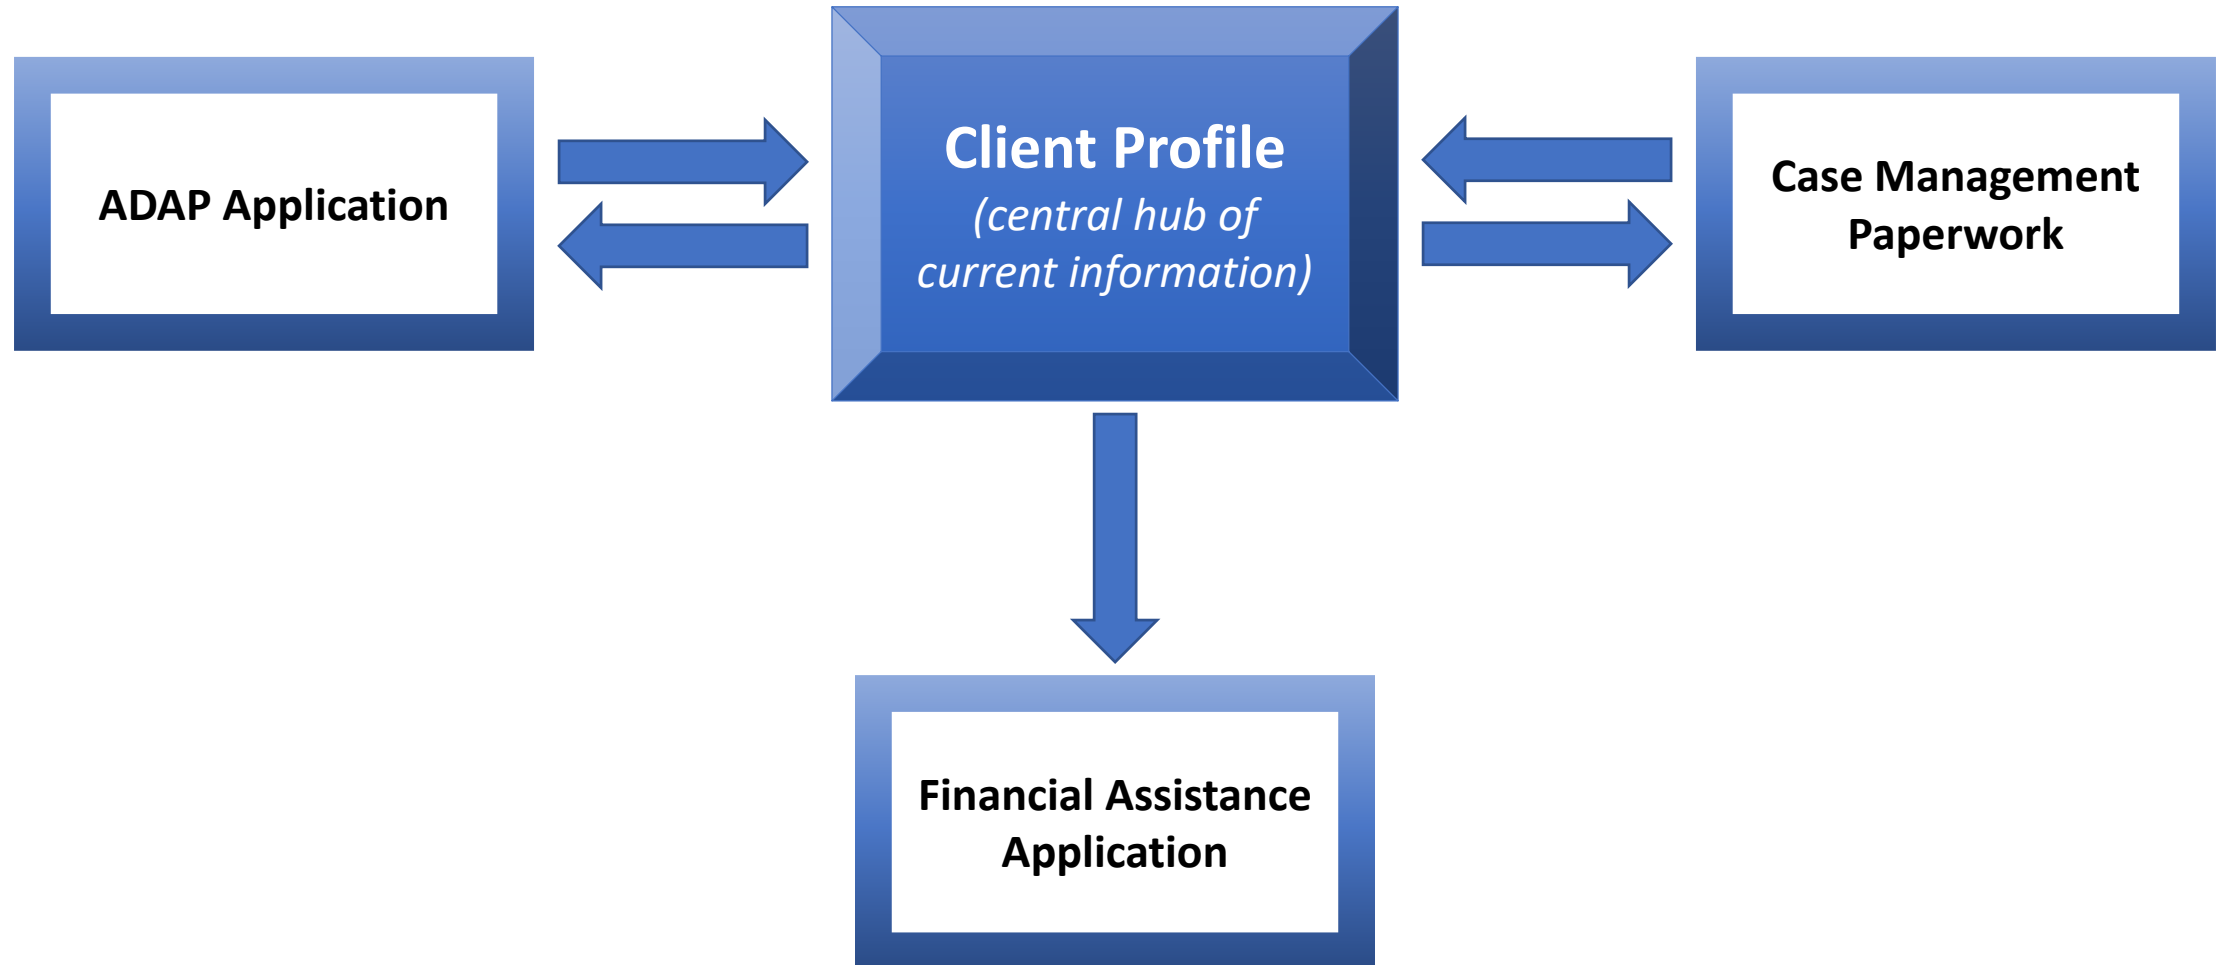 ADAP Application
Client Profile
(central hub of
current information)
Case Management
Paperwork
Financial Assistance
Application